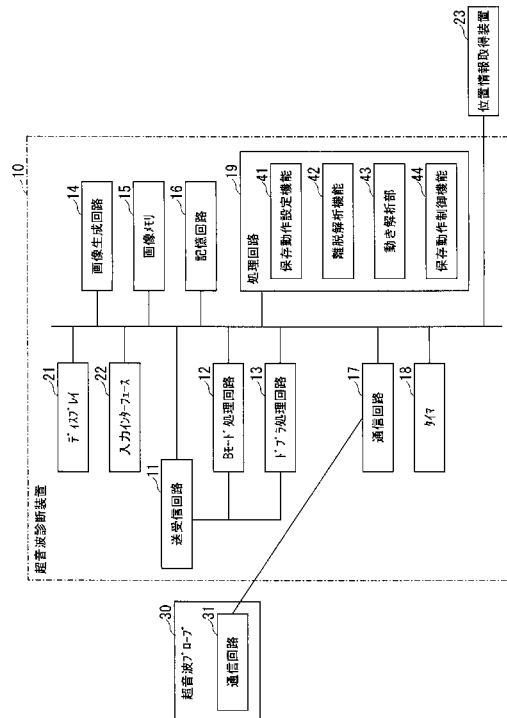 10
超音波診断装置
21
ディスプレイ
22
入力インターフェース
11
送受信回路
12
Bモード処理回路
13
ドプラ処理回路
17
通信回路
18
タイマ
14
画像生成回路
15
画像メモリ
16
記憶回路
19
処理回路
41
保存動作設定機能
42
離脱解析機能
43
動き解析部
44
保存動作制御機能
23
位置情報取得装置
30
超音波プローブ
31
通信回路